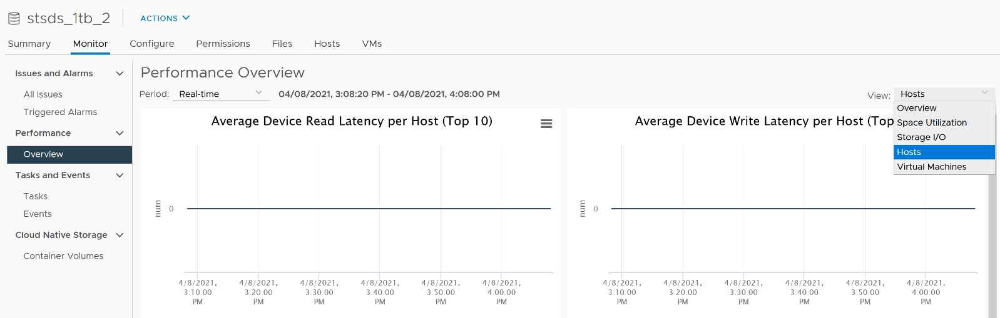 stsds_1tb_2 ACTIONS
Summary Monitor Configure Permissions Files Hosts VMs
Issues and Alarms
All Issues
Triggered Alarms
Performance
Overview
Tasks and Events
Tasks
Events
Cloud Native Storage
Container Volumes
Performance Overview
Period: Real-time 04/08/2021, 3:08:20 PM - 04/08/2021, 4:08:00 PM
View: Hosts
Overview
Space Utilization
Storage I/O
Hosts
Virtual Machines
Average Device Read Latency per Host (Top 10)
num
0
4/8/2021, 4/8/2021, 4/8/2021, 4/8/2021, 4/8/2021, 4/8/2021,
3:10:00 3:20:00 3:30:00 3:40:00 3:50:00 4:00:00
PM PM PM PM PM PM
Average Device Write Latency per Host (Top
num
0
4/8/2021, 4/8/2021, 4/8/2021, 4/8/2021, 4/8/2021, 4/8/2021,
3:10:00 3:20:00 3:30:00 3:40:00 3:50:00 4:00:00
PM PM PM PM PM PM